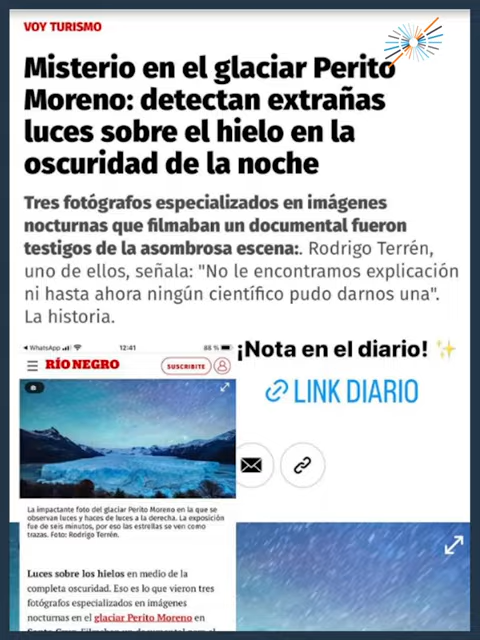 VOY TURISMO
Misterio en el glaciar Perito
Moreno: detectan extrañas
luces sobre el hielo en la
oscuridad de la noche
Tres fotógrafos especializados en imágenes
nocturnas que filmaban un documental fueron
testigos de la asombrosa escena:. Rodrigo Terrén,
uno de ellos, señala: "No le encontramos explicación
ni hasta ahora ningún científico pudo darnos una".
La historia.
WhatsApp 12:41 88 %
RÍO NEGRO
SUSCRIBITE
¡Nota en el diario! ✨
LINK DIARIO
La impactante foto del glaciar Perito Moreno en la que se
observan luces y haces de luces a la derecha. La exposición
fue de seis minutos, por eso las estrellas se ven como
trazas. Foto: Rodrigo Terrén.
Luces sobre los hielos en medio de la
completa oscuridad. Eso es lo que vieron tres
fotógrafos especializados en imágenes
nocturnas en el glaciar Perito Moreno en